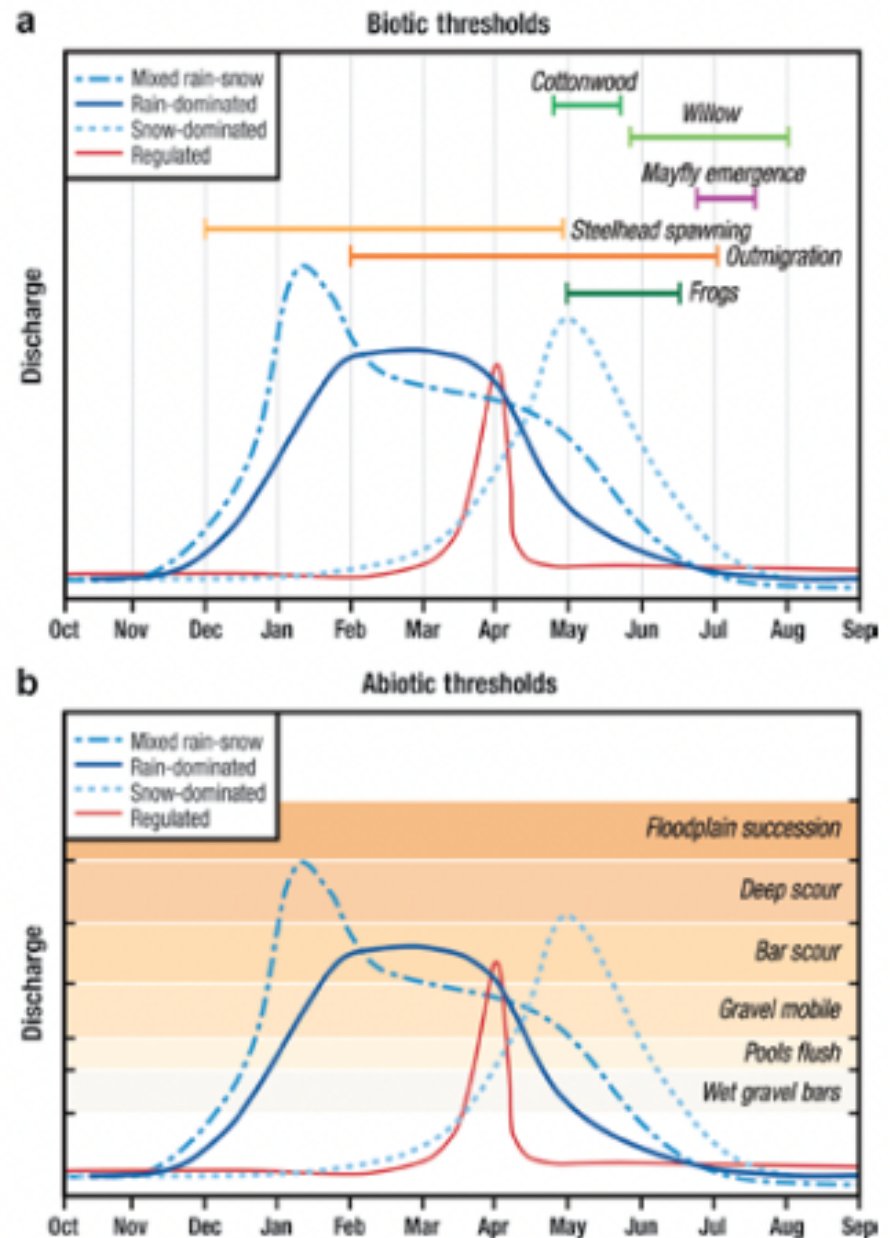 a
Biotic thresholds
Mixed rain-snow
Rain-dominated
Snow-dominated
Regulated
Cottonwood
Willow
Mayfly emergence
Steelhead spawning
Outmigration
Frogs
Discharge
Oct Nov Dec Jan Feb Mar Apr May Jun Jul Aug Sep
b
Abiotic thresholds
Mixed rain-snow
Rain-dominated
Snow-dominated
Regulated
Floodplain succession
Deep scour
Bar scour
Gravel mobile
Pools flush
Wet gravel bars
Discharge
Oct Nov Dec Jan Feb Mar Apr May Jun Jul Aug Sep